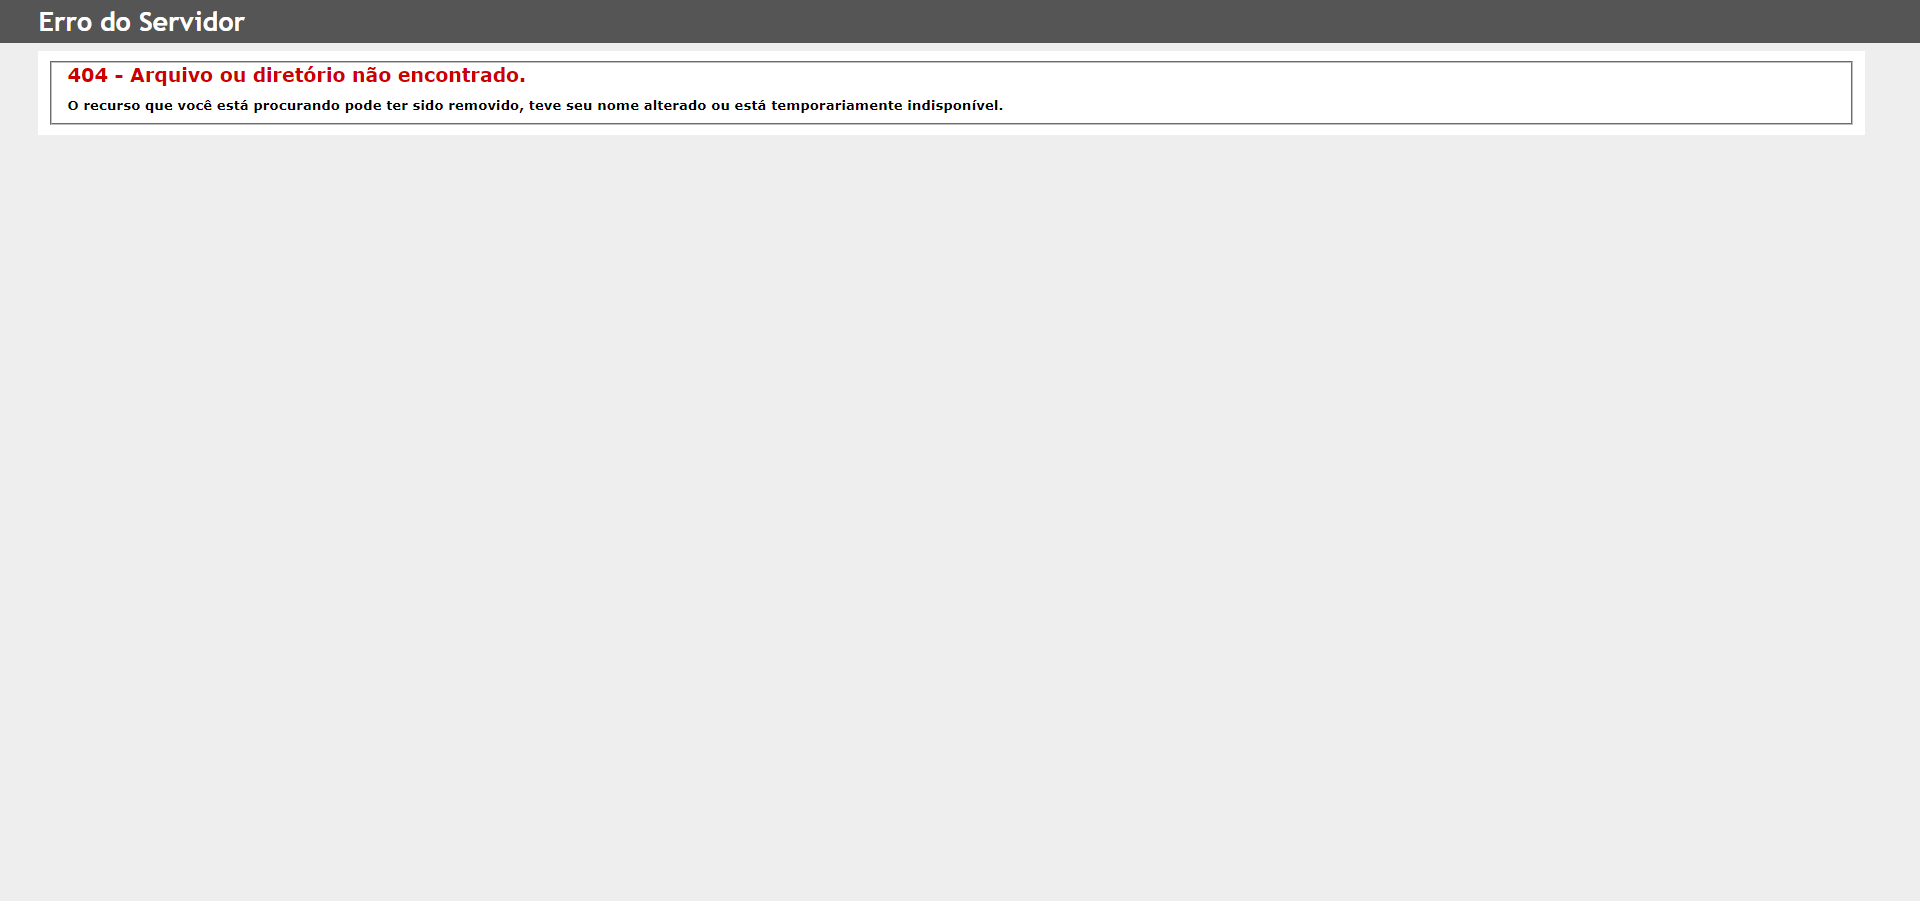 Erro do Servidor
404 - Arquivo ou diretório não encontrado.
O recurso que você está procurando pode ter sido removido, teve seu nome alterado ou está temporariamente indisponível.